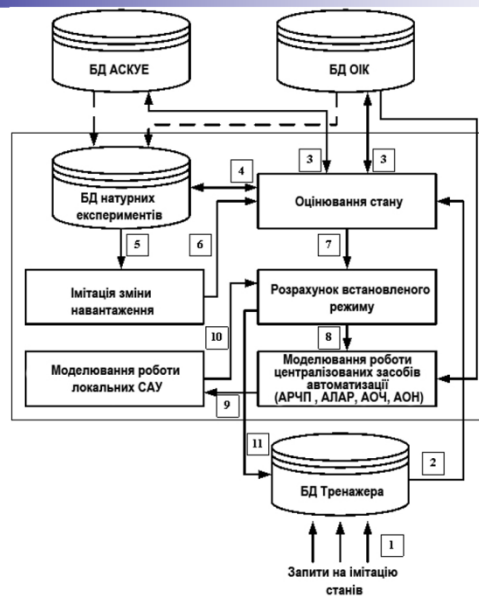 БД АСКУЕ
БД ОІК
3
3
4
БД натурних
експериментів
Оцінювання стану
5
6
7
Імітація зміни
навантаження
Розрахунок встановленого
режиму
10
8
Моделювання роботи
локальних САУ
Моделювання роботи
централізованих засобів
автоматизації
(АРЧП , АЛАР, АОЧ, АОН)
9
11
2
БД Тренажера
1
Запити на імітацію
станів